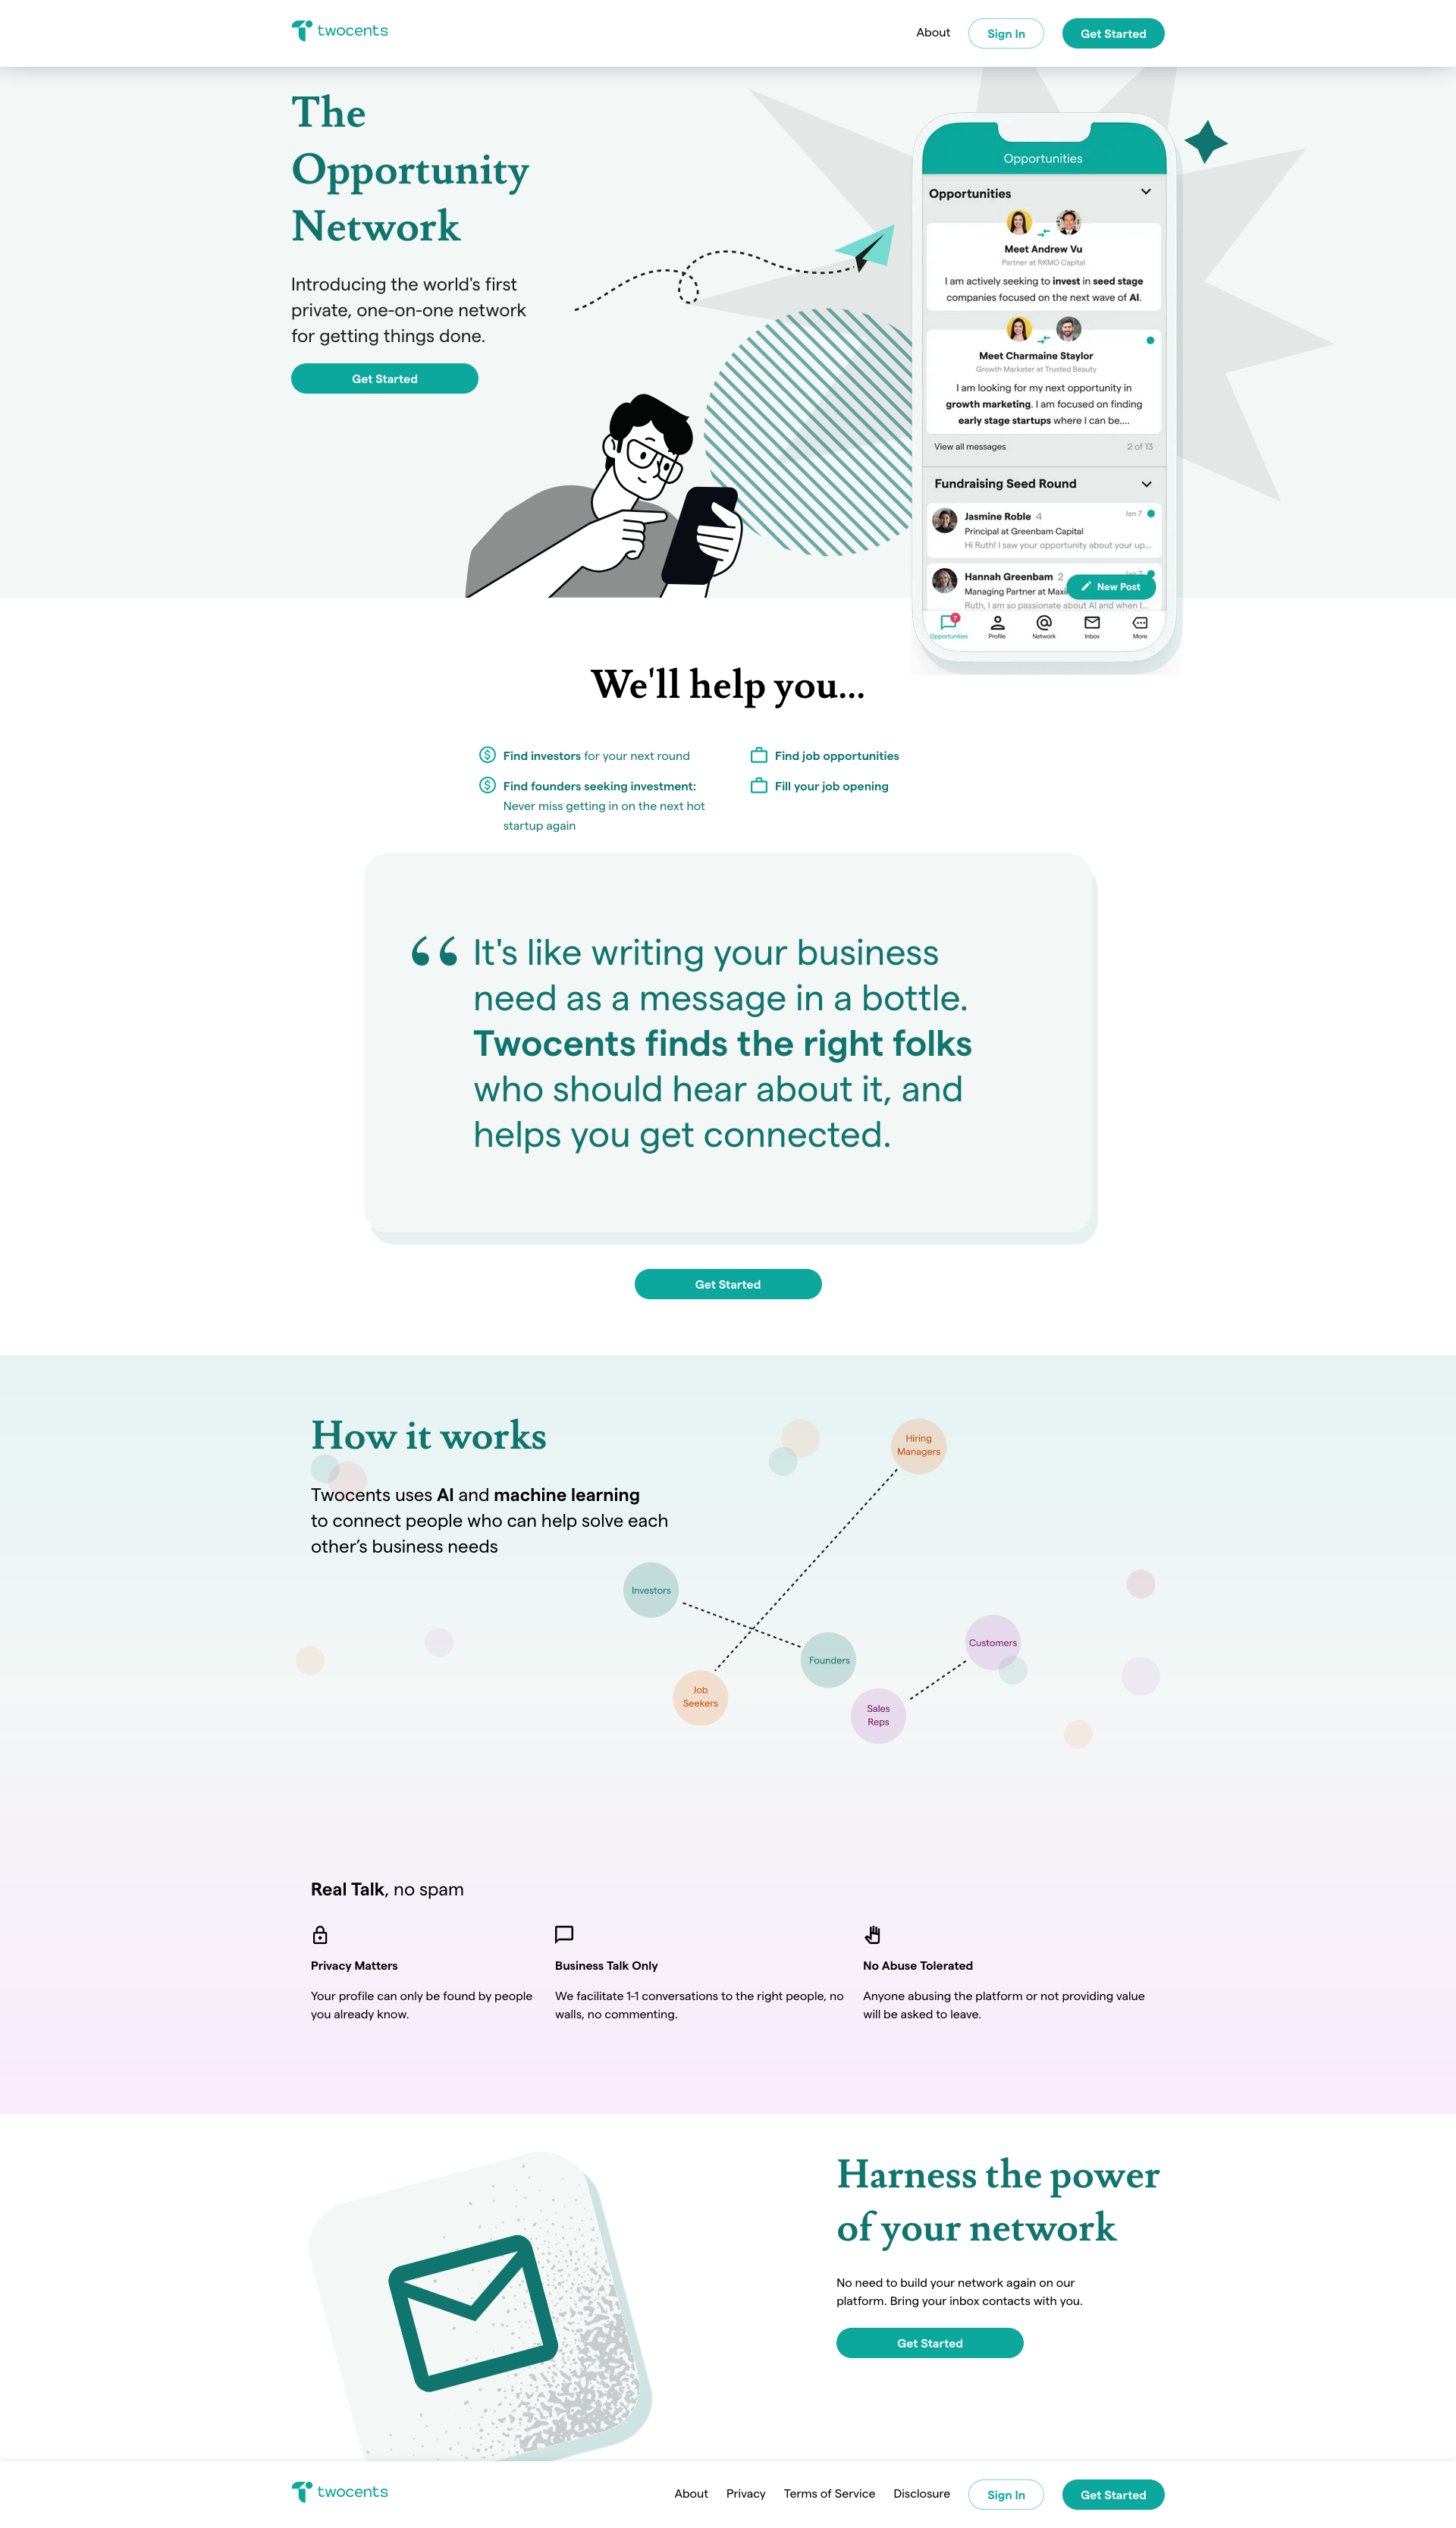 twocents
About
Sign In
Get Started
The
Opportunity
Network
Introducing the world's first
private, one-on-one network
for getting things done.
Get Started
Opportunities
Opportunities
Meet Andrew Vu
Partner at RKMO Capital
I am actively seeking to invest in seed stage
companies focused on the next wave of AI.
Meet Charmaine Staylor
Growth Marketer at Trusted Beauty
I am looking for my next opportunity in
growth marketing. I am focused on finding
early stage startups where I can be....
View all messages
2 of 13
Fundraising Seed Round
Jasmine Roble 4
Jan 7
Principal at Greenbam Capital
Hi Ruth! I saw your opportunity about your up...
Hannah Greenbam 2
Managing Partner at
New Post
Ruth, I am so passionate about AI and when I...
7
Opportunities
Profile
Network
Inbox
More
We'll help you...
Find investors for your next round
Find founders seeking investment:
Never miss getting in on the next hot
startup again
Find job opportunities
Fill your job opening
“ It's like writing your business
need as a message in a bottle.
Twocents finds the right folks
who should hear about it, and
helps you get connected.
Get Started
How it works
Twocents uses AI and machine learning
to connect people who can help solve each
other’s business needs
Hiring
Managers
Investors
Founders
Customers
Job
Seekers
Sales
Reps
Real Talk, no spam
Privacy Matters
Your profile can only be found by people
you already know.
Business Talk Only
We facilitate 1-1 conversations to the right people, no
walls, no commenting.
No Abuse Tolerated
Anyone abusing the platform or not providing value
will be asked to leave.
Harness the power
of your network
No need to build your network again on our
platform. Bring your inbox contacts with you.
Get Started
twocents
About
Privacy
Terms of Service
Disclosure
Sign In
Get Started